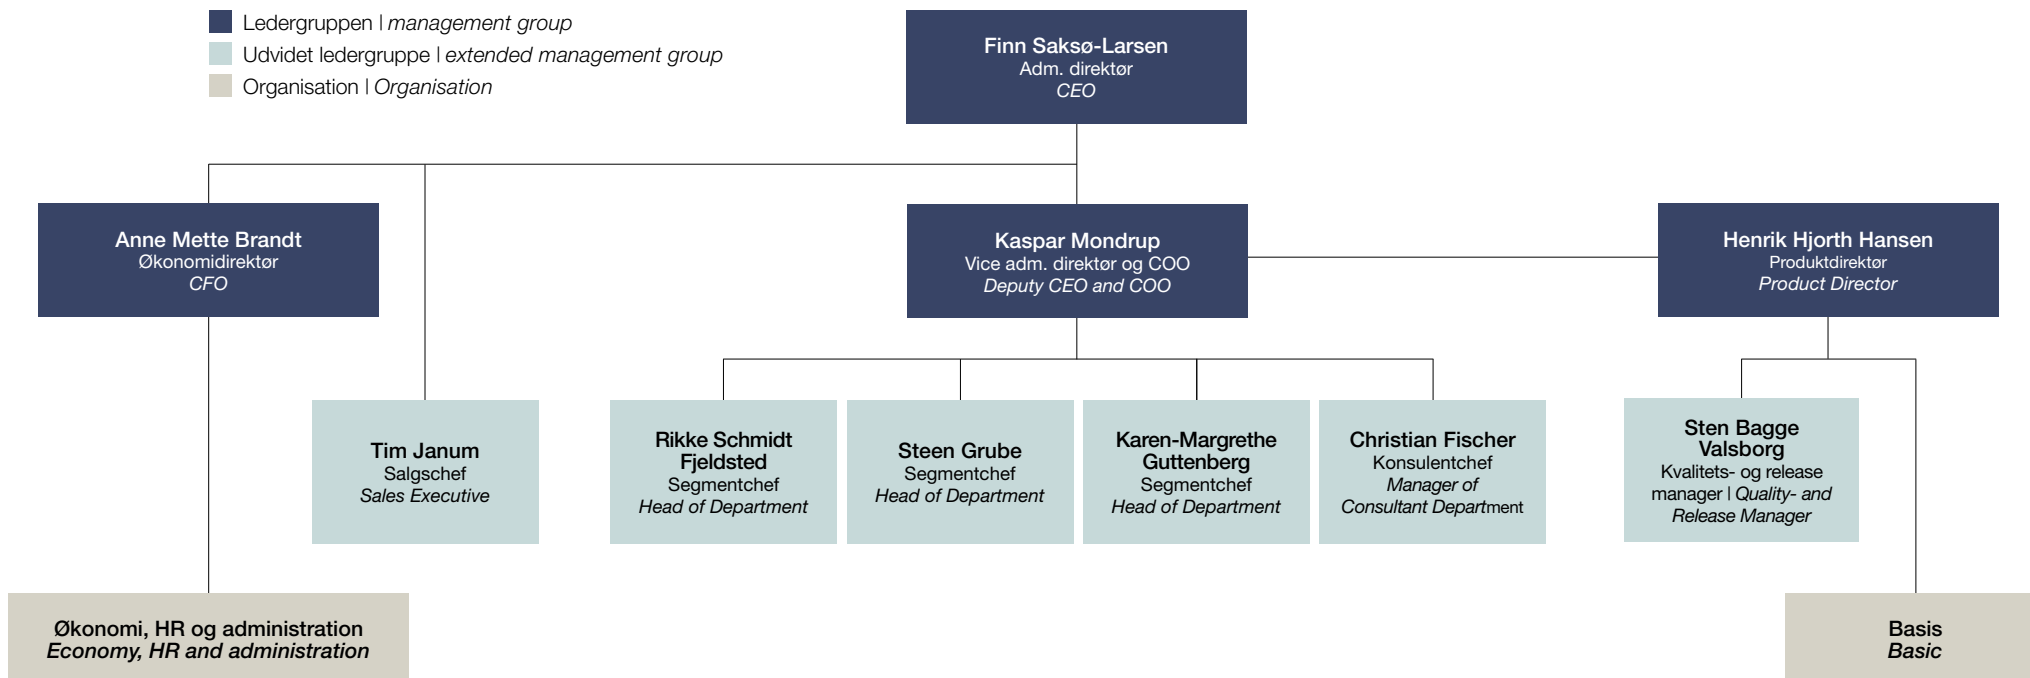 Ledergruppen | management group
Udvidet ledergruppe | extended management group
Organisation | Organisation
Finn Saksø-Larsen
Adm. direktør
CEO
Anne Mette Brandt
Økonomidirektør
CFO
Kaspar Mondrup
Vice adm. direktør og COO
Deputy CEO and COO
Henrik Hjorth Hansen
Produktdirektør
Product Director
Tim Janum
Salgschef
Sales Executive
Rikke Schmidt
Fjeldsted
Segmentchef
Head of Department
Steen Grube
Segmentchef
Head of Department
Karen-Margrethe
Guttenberg
Segmentchef
Head of Department
Christian Fischer
Konsulentchef
Manager of
Consultant Department
Sten Bagge
Valsborg
Kvalitets- og release
manager | Quality- and
Release Manager
Økonomi, HR og administration
Economy, HR and administration
Basis
Basic